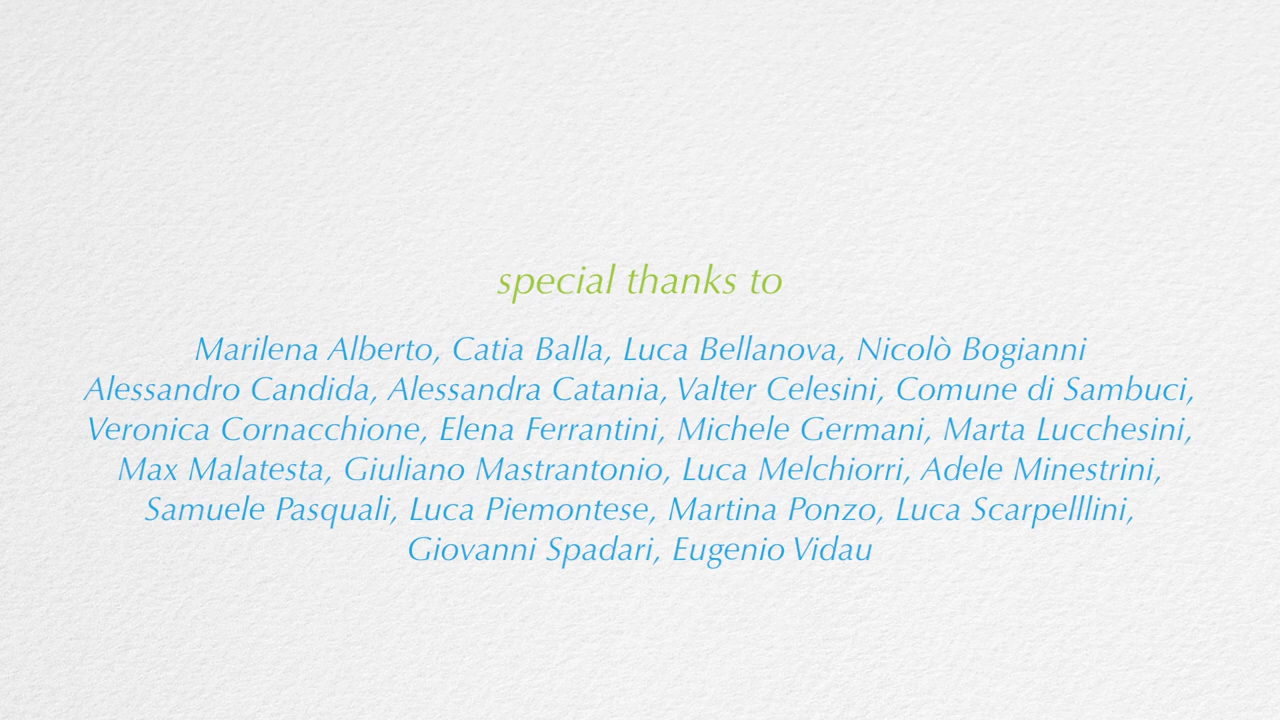 special thanks to
Marilena Alberto, Catia Balla, Luca Bellanova, Nicolò Bogianni
Alessandro Candida, Alessandra Catania, Valter Celesini, Comune di Sambuci,
Veronica Cornacchione, Elena Ferrantini, Michele Germani, Marta Lucchesini,
Max Malatesta, Giuliano Mastrantonio, Luca Melchiorri, Adele Minestrini,
Samuele Pasquali, Luca Piemontese, Martina Ponzo, Luca Scarpelllini,
Giovanni Spadari, Eugenio Vidau